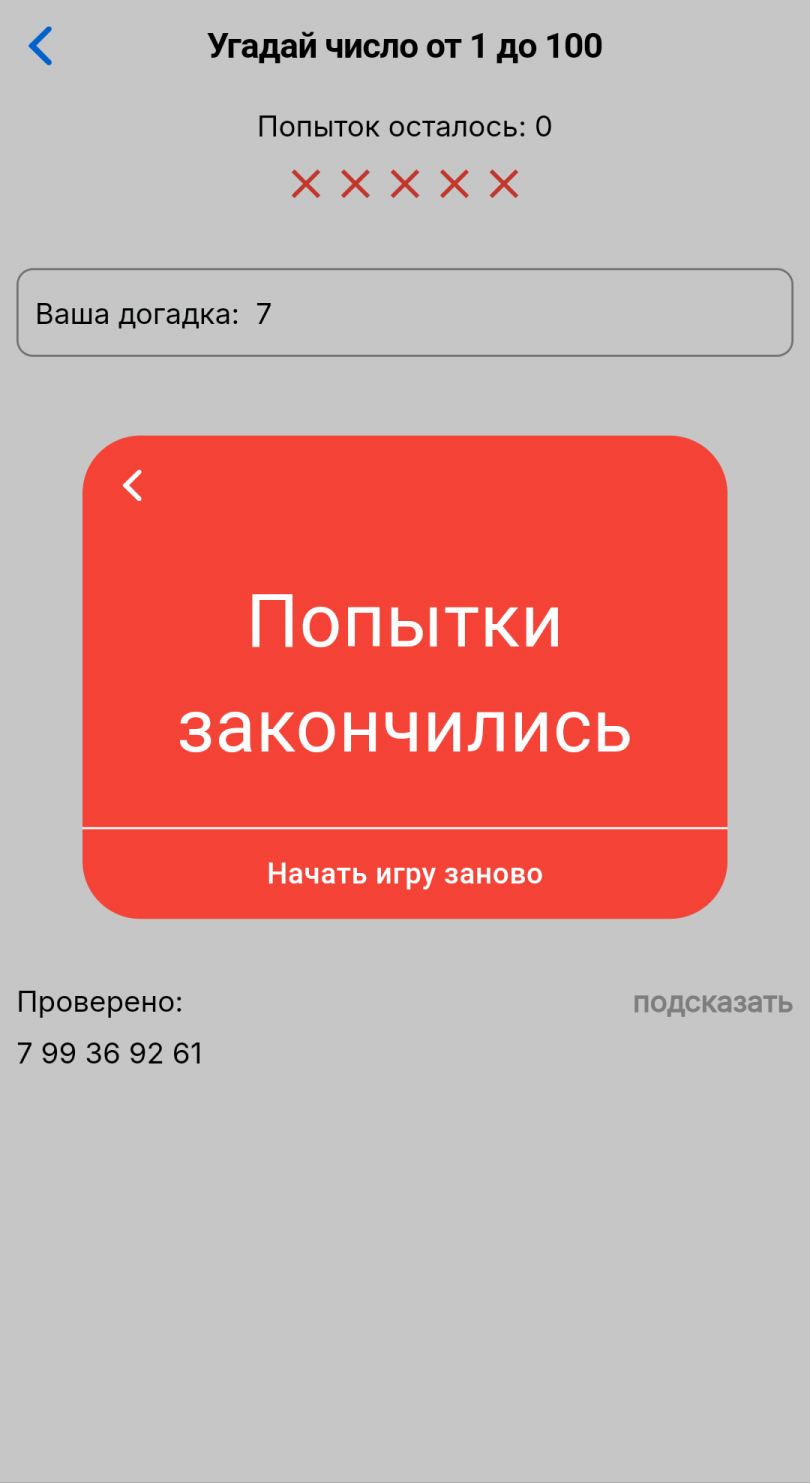 Угадай число от 1 до 100
Попыток осталось: 0
Ваша догадка: 7
Попытки
закончились
Начать игру заново
Проверено:
подсказать
7 99 36 92 61